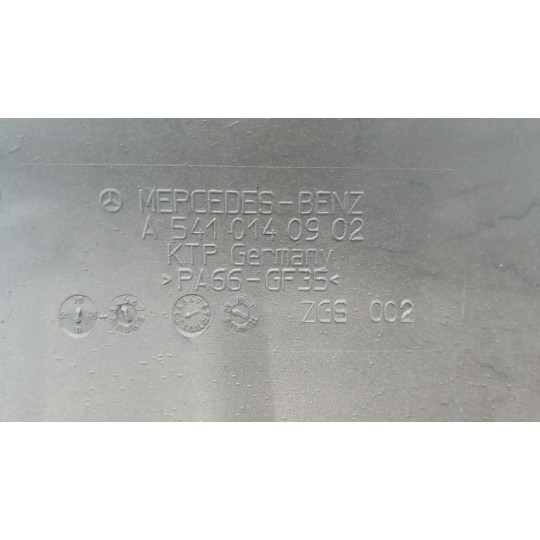 MERCEDES-BENZ
A 541 014 09 02
KTP Germany
>PA66-GF35<
ZGS 002